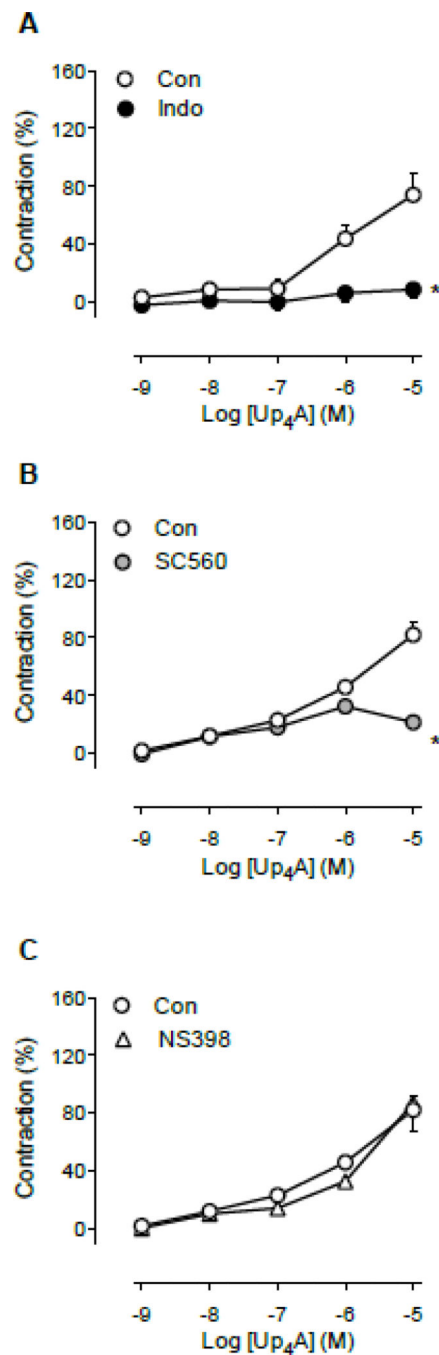 A
160
120
80
40
0
Contraction (%)
Con
Indo
*
-9 -8 -7 -6 -5
Log [Up₄A] (M)
B
160
120
80
40
0
Contraction (%)
Con
SC560
*
-9 -8 -7 -6 -5
Log [Up₄A] (M)
C
160
120
80
40
0
Contraction (%)
Con
NS398
-9 -8 -7 -6 -5
Log [Up₄A] (M)